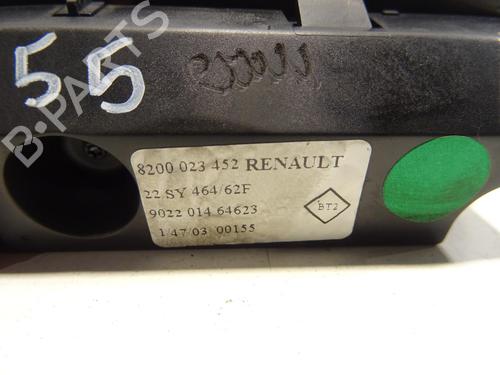 55
8200 023 452 RENAULT
22 SY 464/62F
9022 014 64623
BT2
1/47/03 00155
B-PARTS